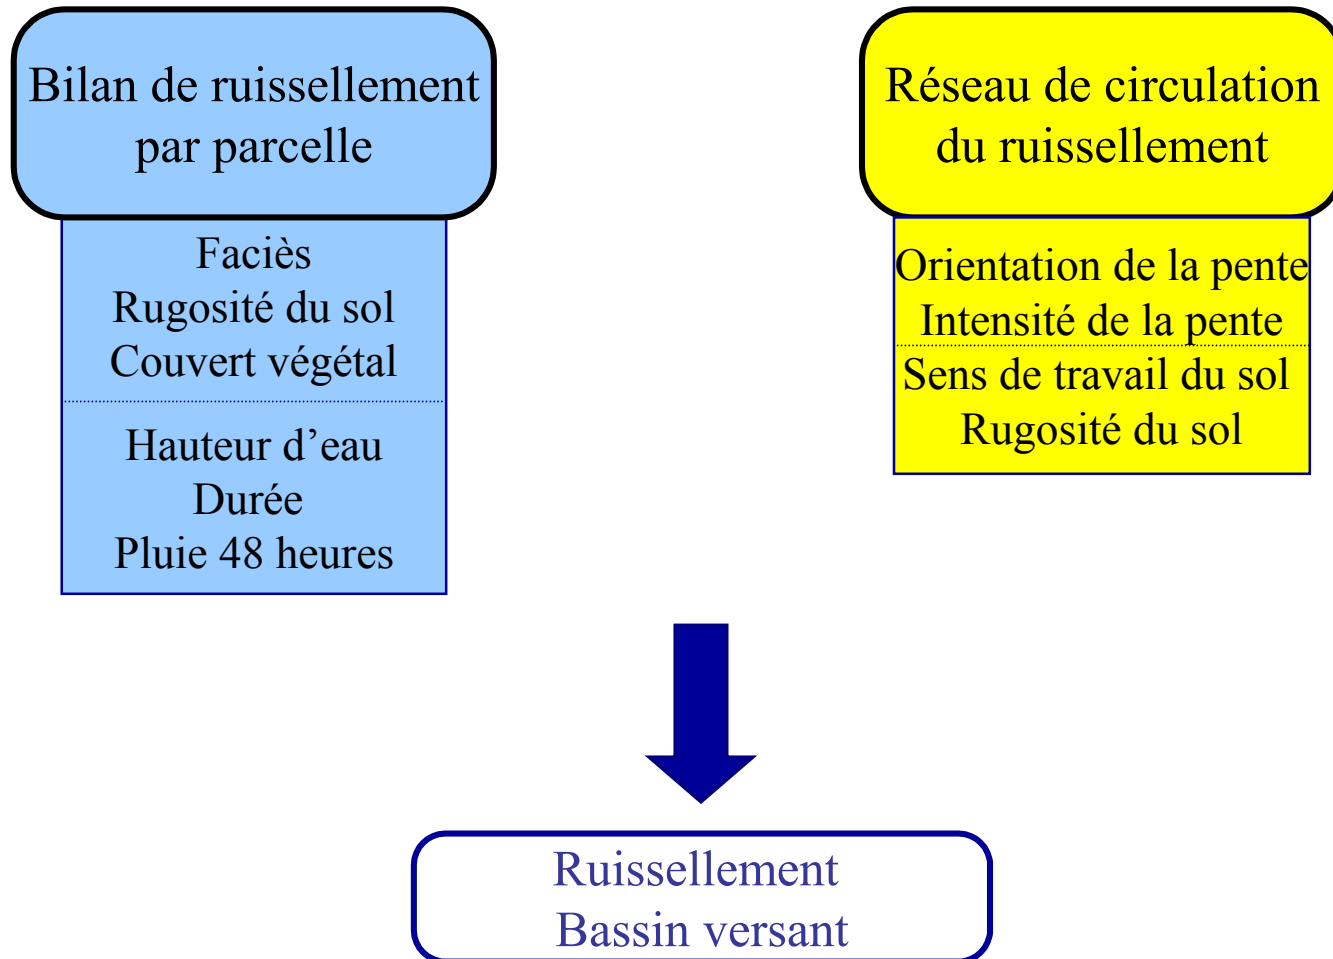 Bilan de ruissellement
par parcelle
Faciès
Rugosité du sol
Couvert végétal
Hauteur d’eau
Durée
Pluie 48 heures
Réseau de circulation
du ruissellement
Orientation de la pente
Intensité de la pente
Sens de travail du sol
Rugosité du sol
Ruissellement
Bassin versant